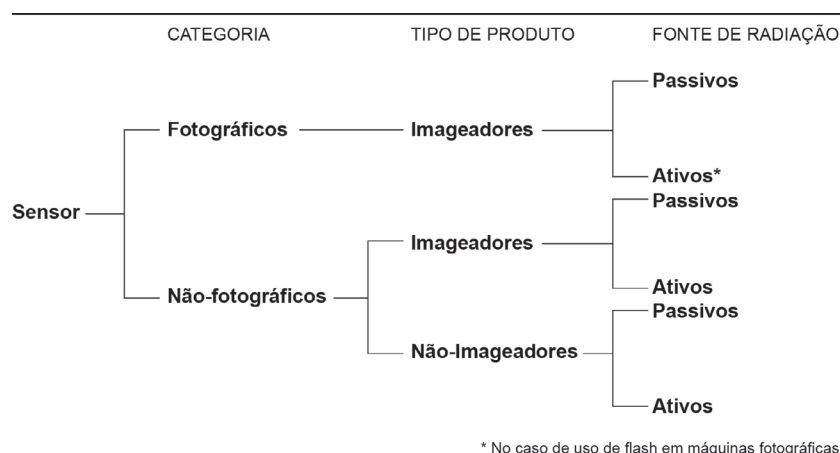 CATEGORIA TIPO DE PRODUTO FONTE DE RADIAÇÃO
Passivos
Fotográficos Imageadores
Ativos*
Passivos
Sensor
Imageadores
Ativos
Não-fotográficos
Passivos
Não-Imageadores
Ativos
* No caso de uso de flash em máquinas fotográficas